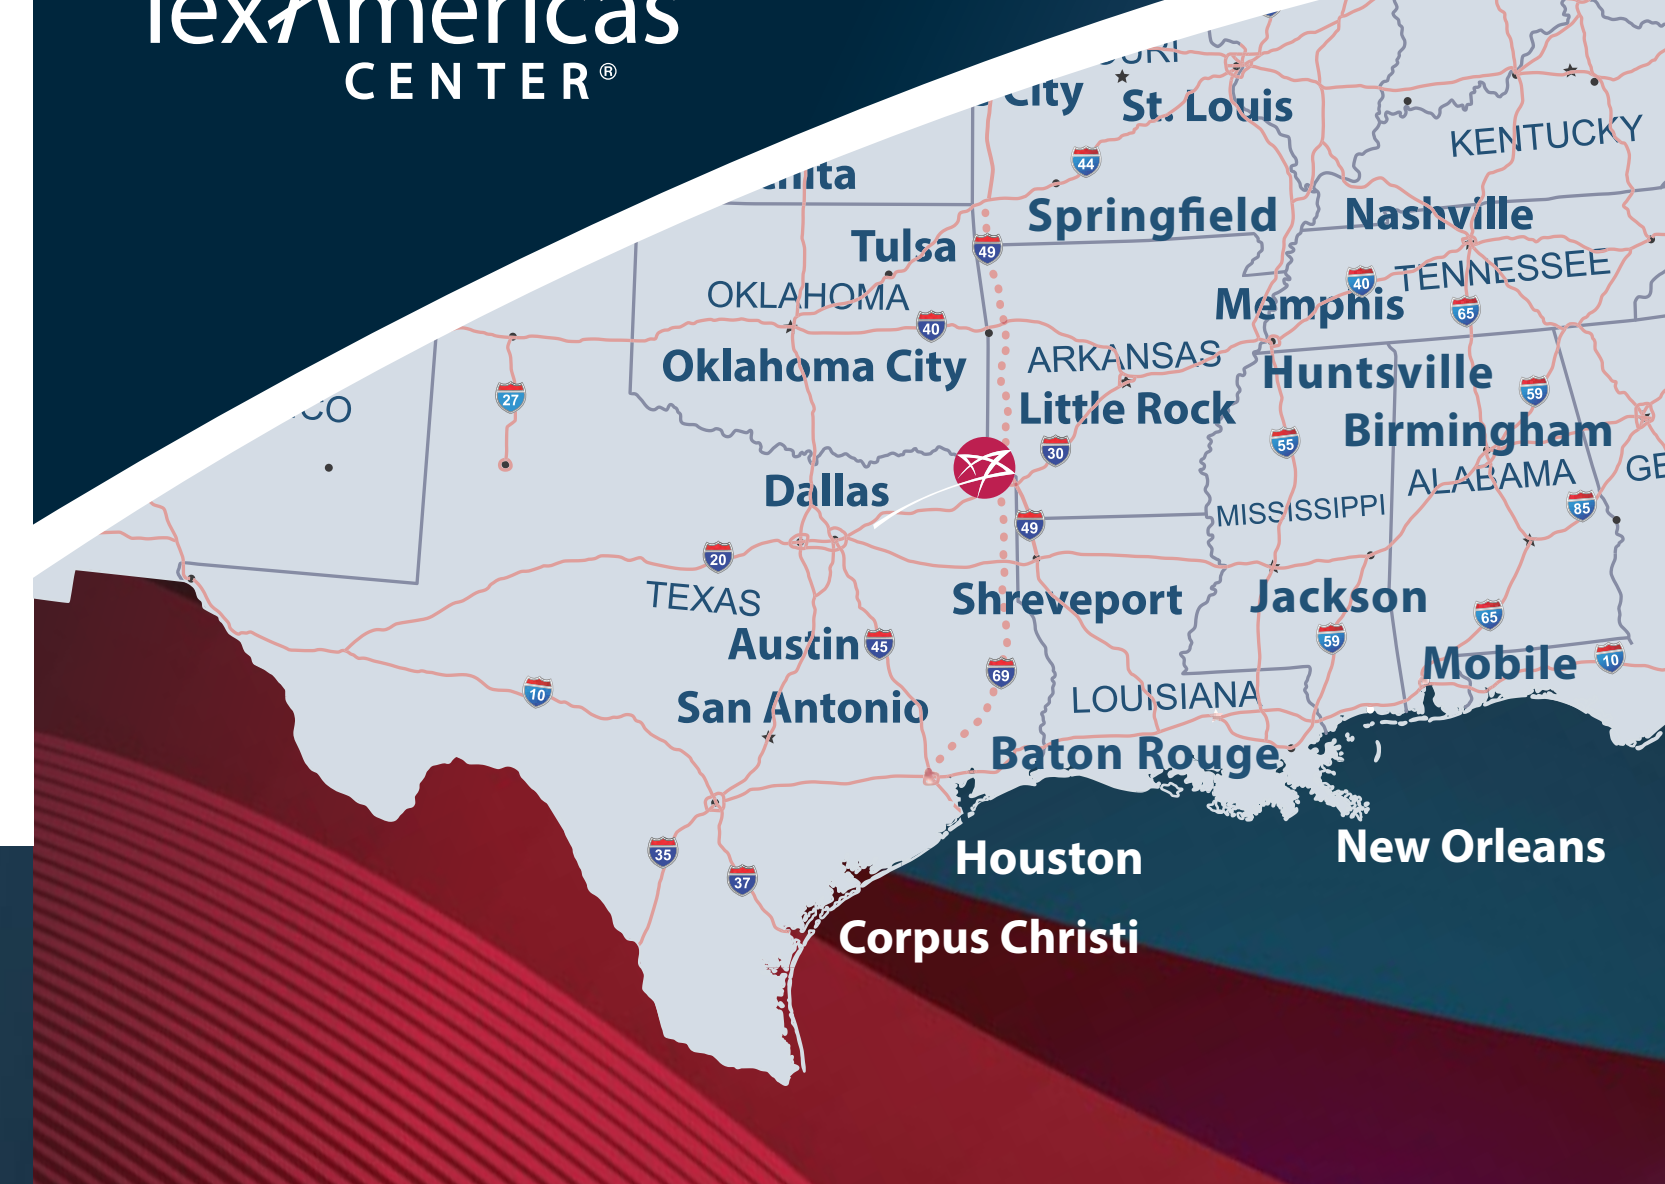 TexAmericas
CENTER®
City
St. Louis
KENTUCKY
44
Springfield
Nashville
Tulsa
49
OKLAHOMA
40
TENNESSEE
40
Memphis
65
Oklahoma City
ARKANSAS
Huntsville
27
Little Rock
59
Birmingham
30
55
Dallas
ALABAMA
49
MISSISSIPPI
85
20
TEXAS
Shreveport
Jackson
65
Austin
45
59
69
Mobile
10
10
San Antonio
LOUISIANA
Baton Rouge
35
37
Houston
New Orleans
Corpus Christi